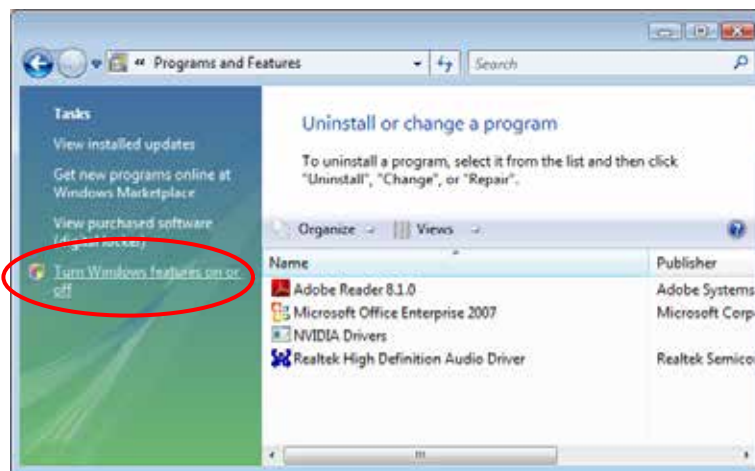 « Programs and Features
Search
Tasks
View installed updates
Get new programs online at
Windows Marketplace
View purchased software
(digital locker)
Turn Windows features on or
off
Uninstall or change a program
To uninstall a program, select it from the list and then click
"Uninstall", "Change", or "Repair".
Organize Views
Name Publisher
Adobe Reader 8.1.0 Adobe Systems
Microsoft Office Enterprise 2007 Microsoft Corp
NVIDIA Drivers
Realtek High Definition Audio Driver Realtek Semico